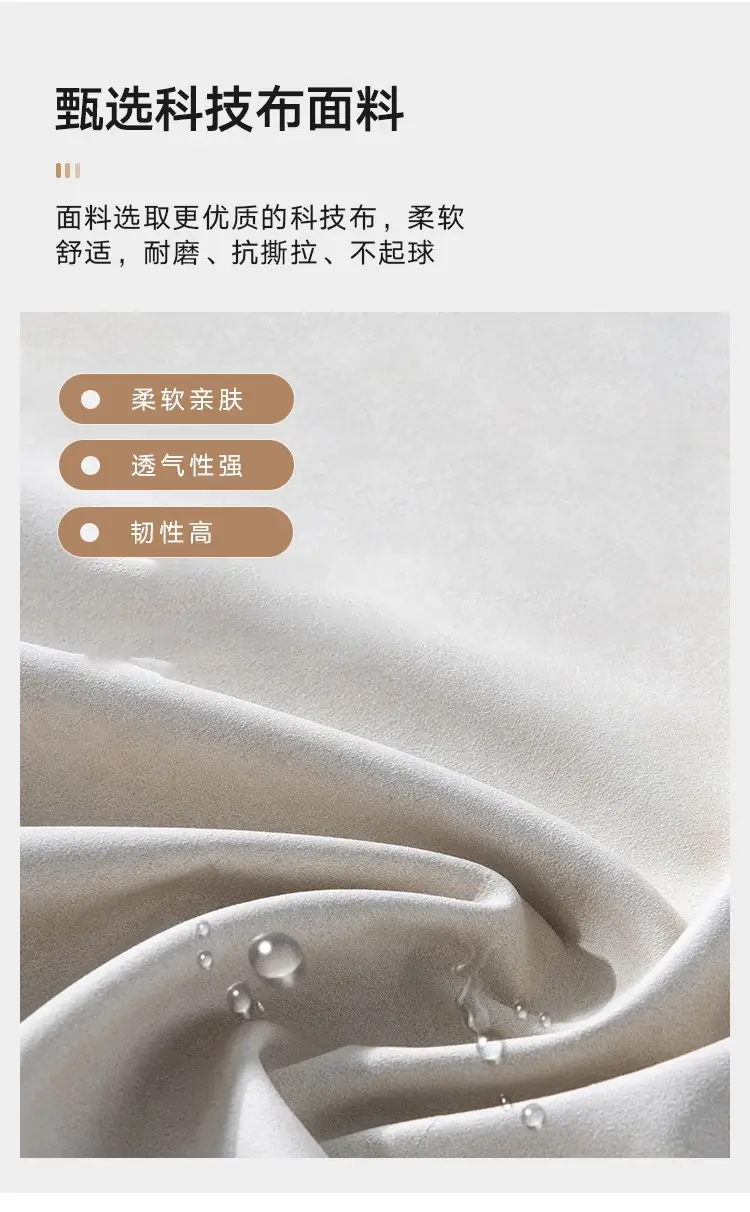 甄选科技布面料
面料选取更优质的科技布，柔软
舒适，耐磨、抗撕拉、不起球
柔软亲肤
透气性强
韧性高